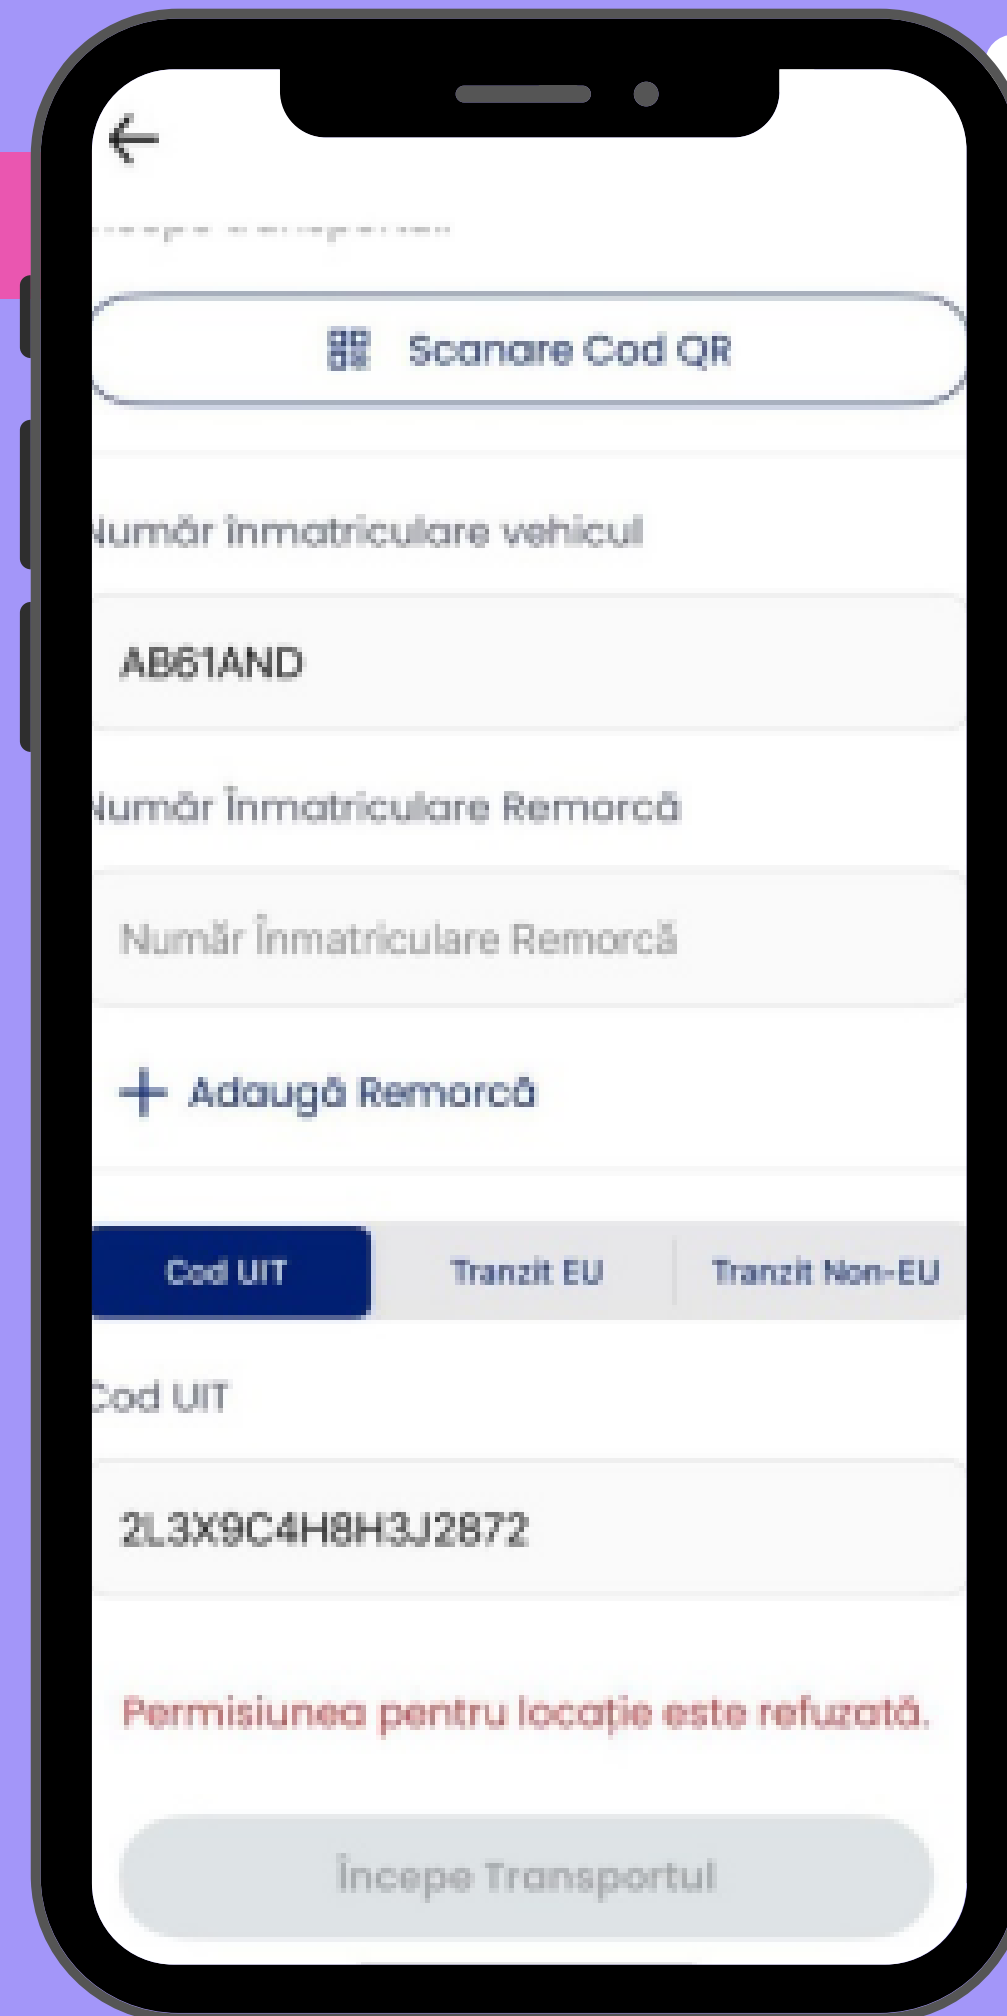 Scanare Cod QR
Număr înmatriculare vehicul
AB61AND
Număr Înmatriculare Remorcă
Număr Înmatriculare Remorcă
+ Adaugă Remorcă
Cod UIT Tranzit EU Tranzit Non-EU
Cod UIT
2L3X9C4H8H3J2872
Permisiunea pentru locație este refuzată.
Începe Transportul